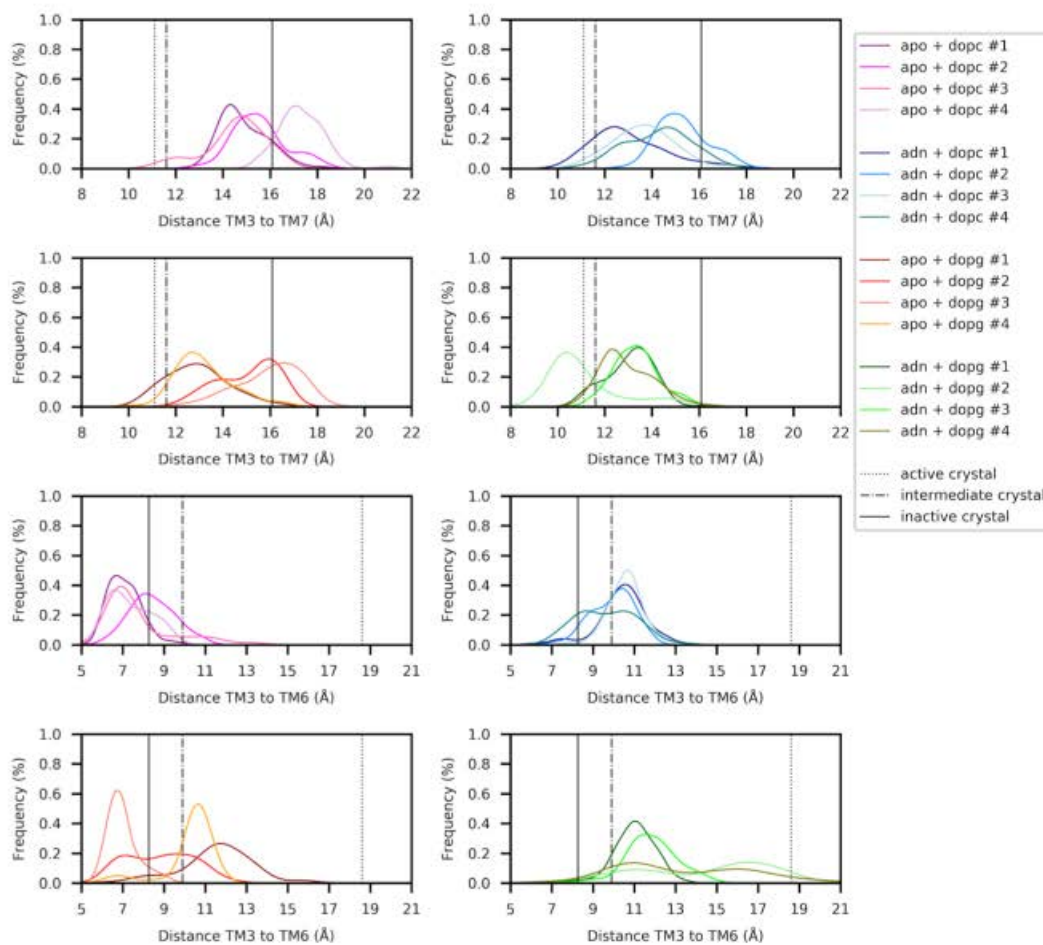 1.0
0.8
0.6
0.4
0.2
0.0
Frequency (%)
8 10 12 14 16 18 20 22
Distance TM3 to TM7 (Å)
1.0
0.8
0.6
0.4
0.2
0.0
Frequency (%)
8 10 12 14 16 18 20 22
Distance TM3 to TM7 (Å)
1.0
0.8
0.6
0.4
0.2
0.0
Frequency (%)
8 10 12 14 16 18 20 22
Distance TM3 to TM7 (Å)
1.0
0.8
0.6
0.4
0.2
0.0
Frequency (%)
8 10 12 14 16 18 20 22
Distance TM3 to TM7 (Å)
1.0
0.8
0.6
0.4
0.2
0.0
Frequency (%)
5 7 9 11 13 15 17 19 21
Distance TM3 to TM6 (Å)
1.0
0.8
0.6
0.4
0.2
0.0
Frequency (%)
5 7 9 11 13 15 17 19 21
Distance TM3 to TM6 (Å)
1.0
0.8
0.6
0.4
0.2
0.0
Frequency (%)
5 7 9 11 13 15 17 19 21
Distance TM3 to TM6 (Å)
1.0
0.8
0.6
0.4
0.2
0.0
Frequency (%)
5 7 9 11 13 15 17 19 21
Distance TM3 to TM6 (Å)
apo + dopc #1
apo + dopc #2
apo + dopc #3
apo + dopc #4
adn + dopc #1
adn + dopc #2
adn + dopc #3
adn + dopc #4
apo + dopg #1
apo + dopg #2
apo + dopg #3
apo + dopg #4
adn + dopg #1
adn + dopg #2
adn + dopg #3
adn + dopg #4
active crystal
intermediate crystal
inactive crystal